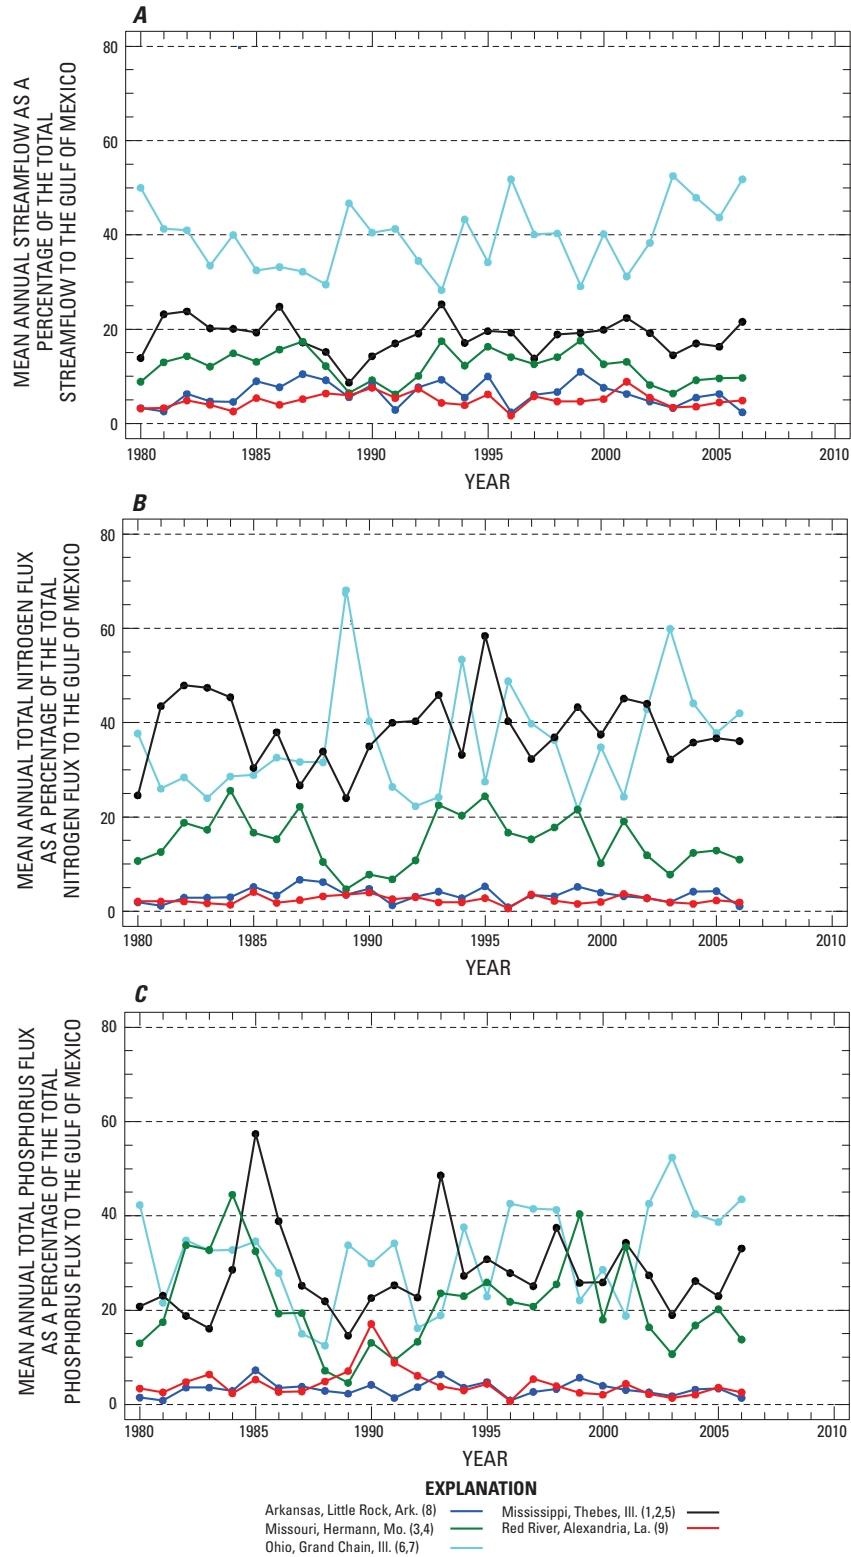 A
MEAN ANNUAL STREAMFLOW AS A
PERCENTAGE OF THE TOTAL
STREAMFLOW TO THE GULF OF MEXICO
80
60
40
20
0
1980 1985 1990 1995 2000 2005 2010
YEAR
B
MEAN ANNUAL TOTAL NITROGEN FLUX
AS A PERCENTAGE OF THE TOTAL
NITROGEN FLUX TO THE GULF OF MEXICO
80
60
40
20
0
1980 1985 1990 1995 2000 2005 2010
YEAR
C
MEAN ANNUAL TOTAL PHOSPHORUS FLUX
AS A PERCENTAGE OF THE TOTAL
PHOSPHORUS FLUX TO THE GULF OF MEXICO
80
60
40
20
0
1980 1985 1990 1995 2000 2005 2010
YEAR
EXPLANATION
Arkansas, Little Rock, Ark. (8)
Missouri, Hermann, Mo. (3,4)
Ohio, Grand Chain, Ill. (6,7)
Mississippi, Thebes, Ill. (1,2,5)
Red River, Alexandria, La. (9)